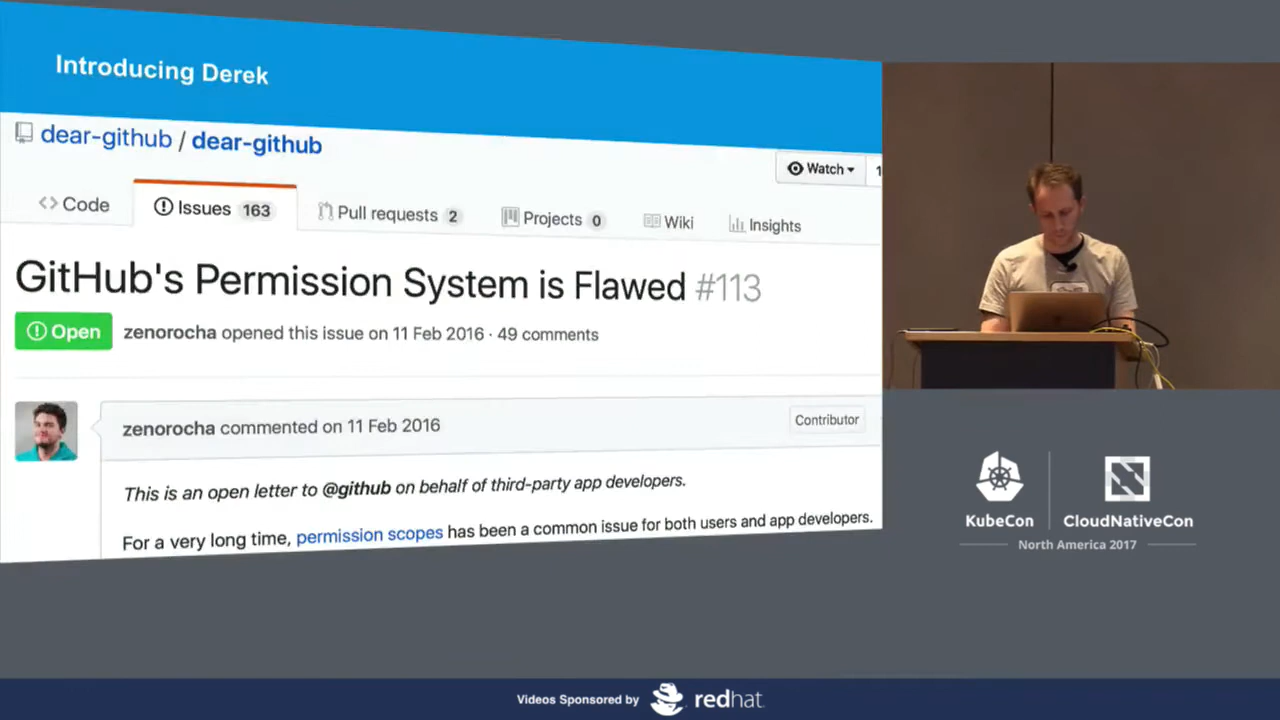 Introducing Derek
dear-github / dear-github
Watch
Code
Issues 163
Pull requests 2
Projects 0
Wiki
Insights
GitHub's Permission System is Flawed #113
Open
zenorocha opened this issue on 11 Feb 2016 · 49 comments
zenorocha commented on 11 Feb 2016
Contributor
This is an open letter to @github on behalf of third-party app developers.
For a very long time, permission scopes has been a common issue for both users and app developers.
KubeCon
CloudNativeCon
North America 2017
Videos Sponsored by
redhat